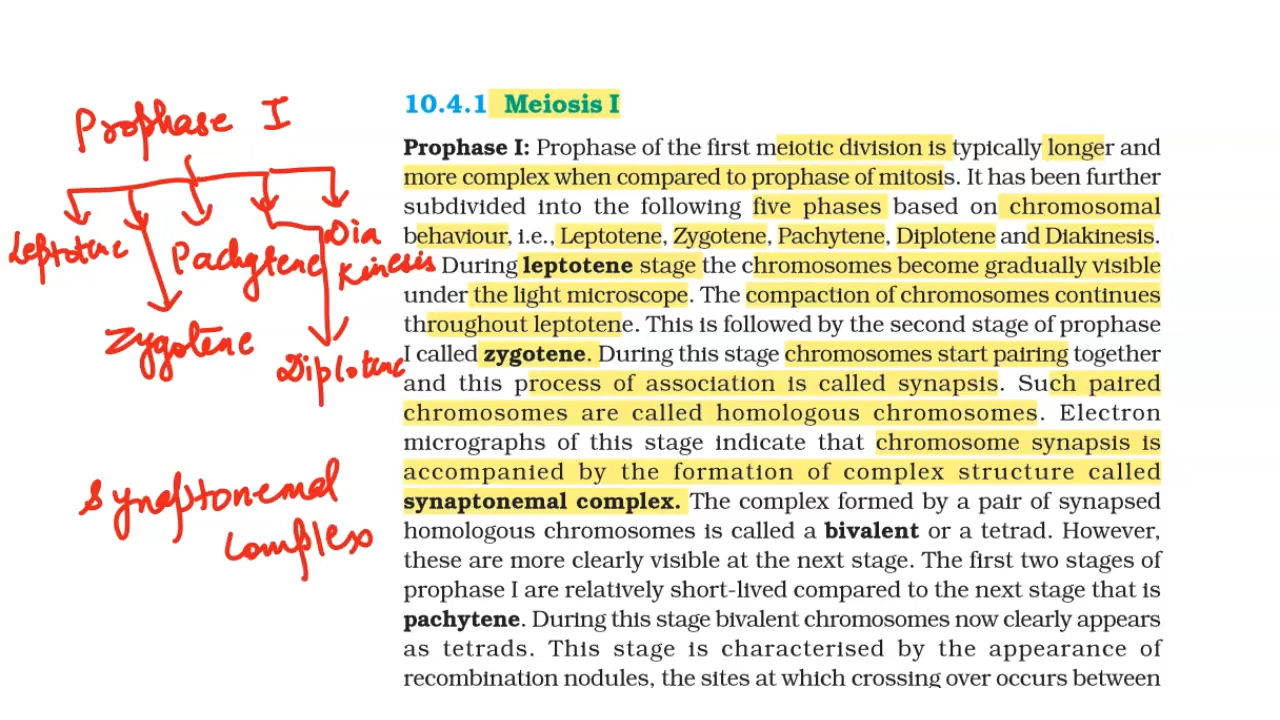 Prophase I
Leptotene
Pachytene
Dia
Kinesis
Zygotene
Diplotene
Synaptonemal
Complex
10.4.1 Meiosis I
Prophase I: Prophase of the first meiotic division is typically longer and
more complex when compared to prophase of mitosis. It has been further
subdivided into the following five phases based on chromosomal
behaviour, i.e., Leptotene, Zygotene, Pachytene, Diplotene and Diakinesis.
During leptotene stage the chromosomes become gradually visible
under the light microscope. The compaction of chromosomes continues
throughout leptotene. This is followed by the second stage of prophase
I called zygotene. During this stage chromosomes start pairing together
and this process of association is called synapsis. Such paired
chromosomes are called homologous chromosomes. Electron
micrographs of this stage indicate that chromosome synapsis is
accompanied by the formation of complex structure called
synaptonemal complex. The complex formed by a pair of synapsed
homologous chromosomes is called a bivalent or a tetrad. However,
these are more clearly visible at the next stage. The first two stages of
prophase I are relatively short-lived compared to the next stage that is
pachytene. During this stage bivalent chromosomes now clearly appears
as tetrads. This stage is characterised by the appearance of
recombination nodules, the sites at which crossing over occurs between